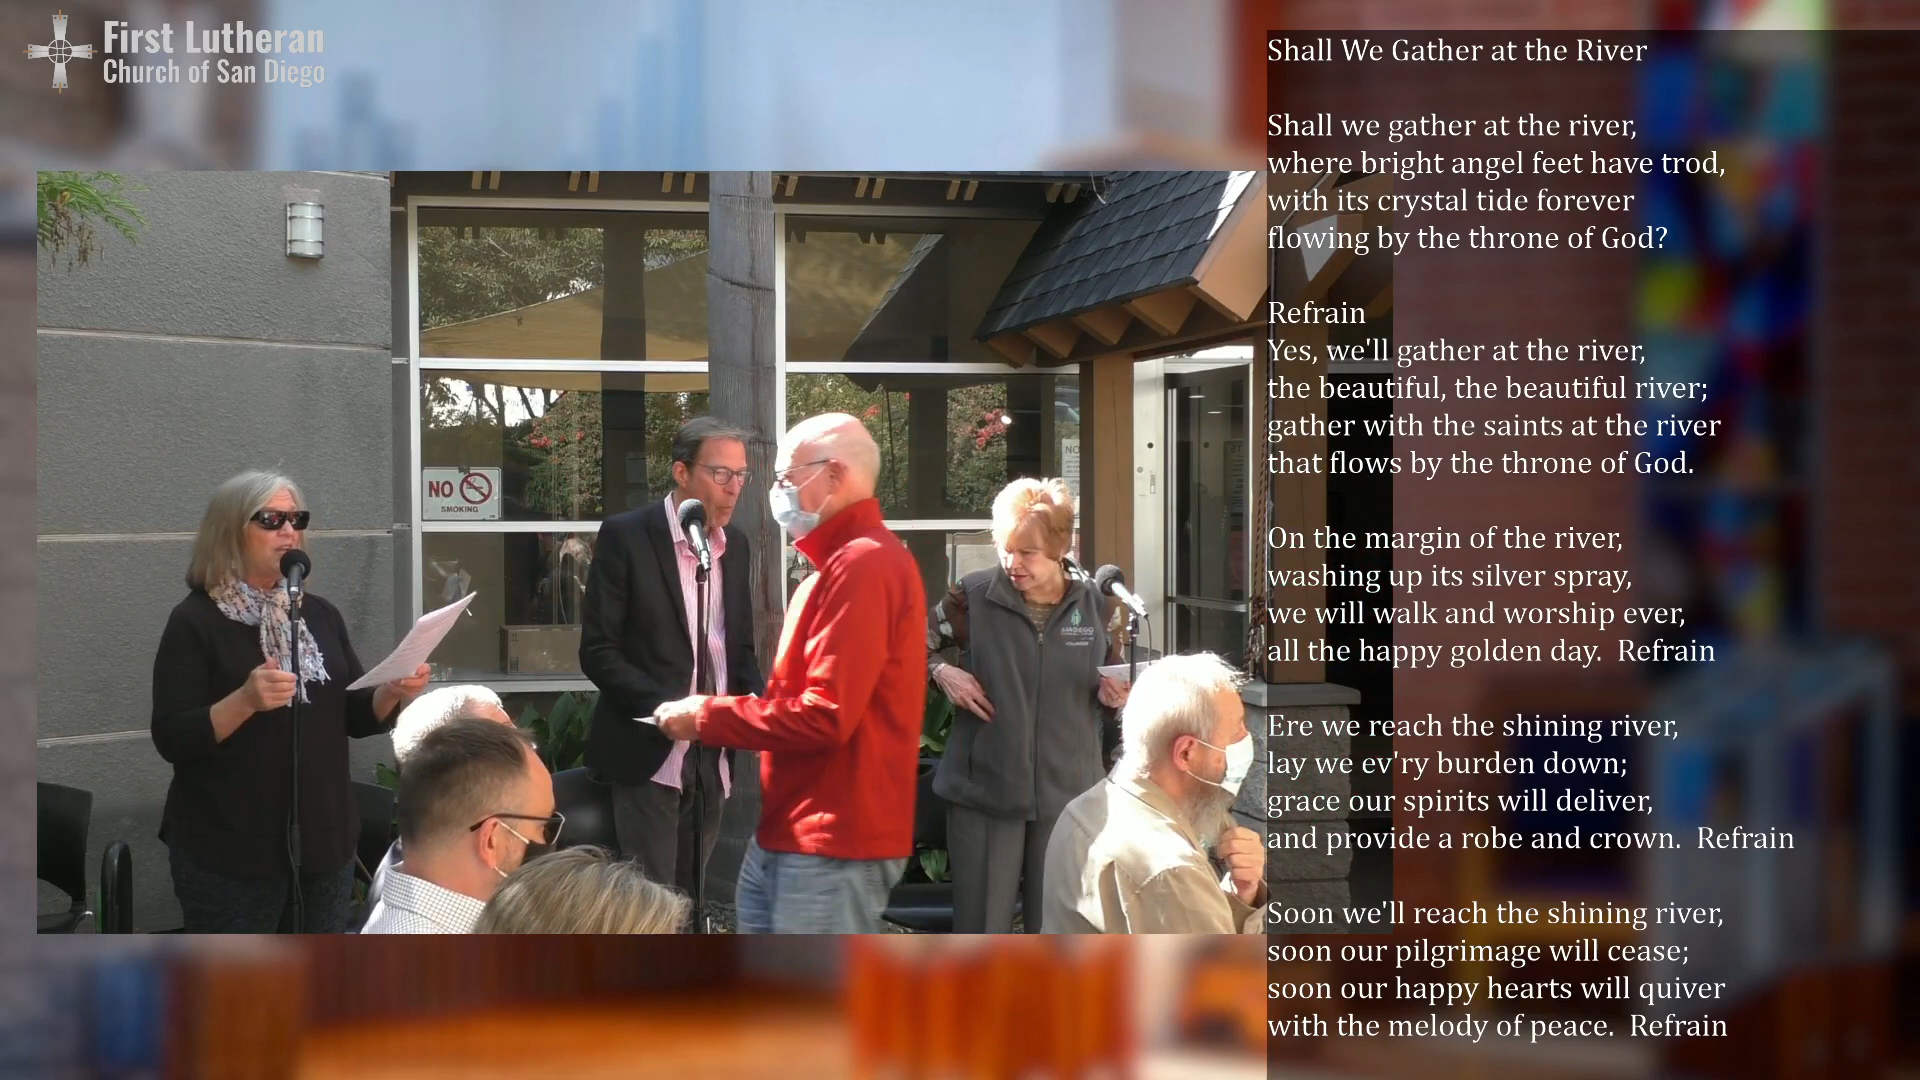 First Lutheran
Church of San Diego
Shall We Gather at the River
Shall we gather at the river,
where bright angel feet have trod,
with its crystal tide forever
flowing by the throne of God?
Refrain
Yes, we'll gather at the river,
the beautiful, the beautiful river;
gather with the saints at the river
that flows by the throne of God.
On the margin of the river,
washing up its silver spray,
we will walk and worship ever,
all the happy golden day.  Refrain
Ere we reach the shining river,
lay we ev'ry burden down;
grace our spirits will deliver,
and provide a robe and crown.  Refrain
Soon we'll reach the shining river,
soon our pilgrimage will cease;
soon our happy hearts will quiver
with the melody of peace.  Refrain
NO
SMOKING
NO
SAN DIEGO
VOLUNTEER